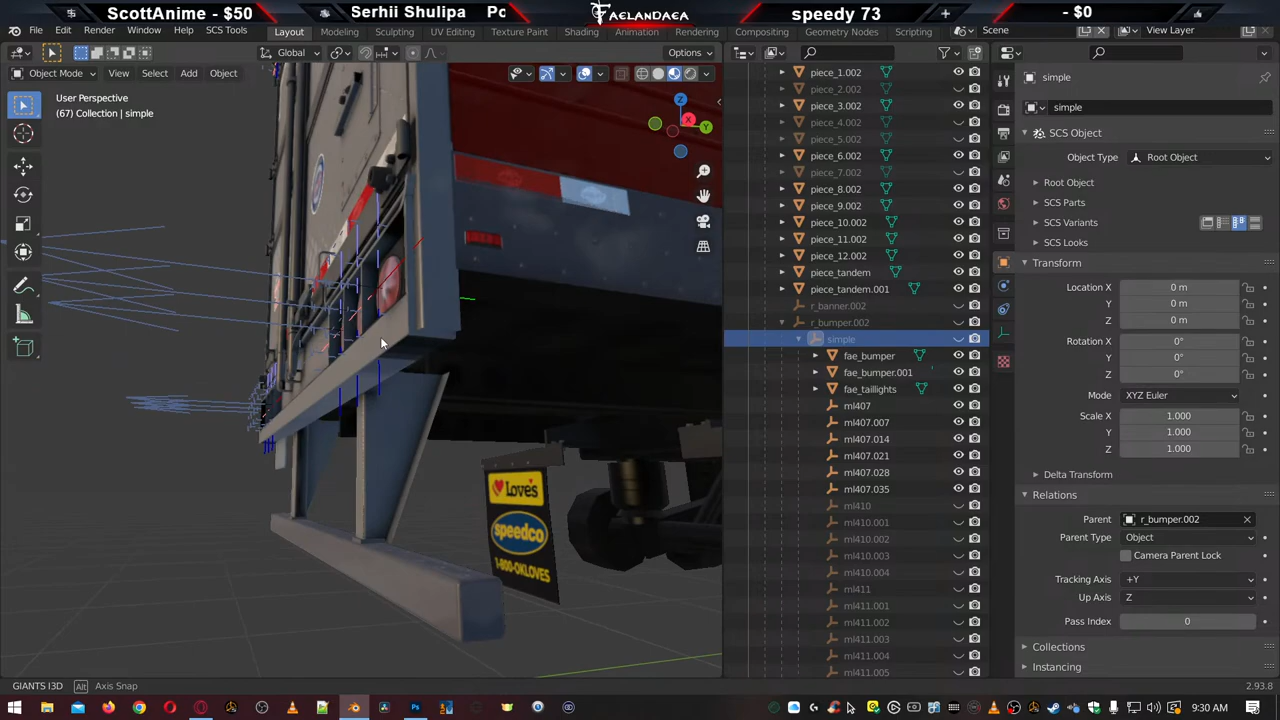 ScottAnime - $50
Serhii Shulipa
Po
FAELANDAEA
speedy 73
- $0
File
Edit
Render
Window
Help
SCS Tools
Layout
Modeling
Sculpting
UV Editing
Texture Paint
Shading
Animation
Rendering
Compositing
Geometry Nodes
Scripting
Scene
View Layer
Global
Options
Object Mode
View
Select
Add
Object
User Perspective
(67) Collection | simple
Z
X
Y
Love's
speedco
1-800-OKLOVES
piece_1.002
piece_2.002
piece_3.002
piece_4.002
piece_5.002
piece_6.002
piece_7.002
piece_8.002
piece_9.002
piece_10.002
piece_11.002
piece_12.002
piece_tandem
piece_tandem.001
r_banner.002
r_bumper.002
simple
fae_bumper
fae_bumper.001
fae_taillights
ml407
ml407.007
ml407.014
ml407.021
ml407.028
ml407.035
ml410
ml410.001
ml410.002
ml410.003
ml410.004
ml411
ml411.001
ml411.002
ml411.003
ml411.004
ml411.005
simple
simple
SCS Object
Object Type
Root Object
Root Object
SCS Parts
SCS Variants
SCS Looks
Transform
Location X
0 m
Y
0 m
Z
0 m
Rotation X
0°
Y
0°
Z
0°
Mode
XYZ Euler
Scale X
1.000
Y
1.000
Z
1.000
Delta Transform
Relations
Parent
r_bumper.002
Parent Type
Object
Camera Parent Lock
Tracking Axis
+Y
Up Axis
Z
Pass Index
0
Collections
Instancing
GIANTS I3D
Alt
Axis Snap
2.93.8
9:30 AM